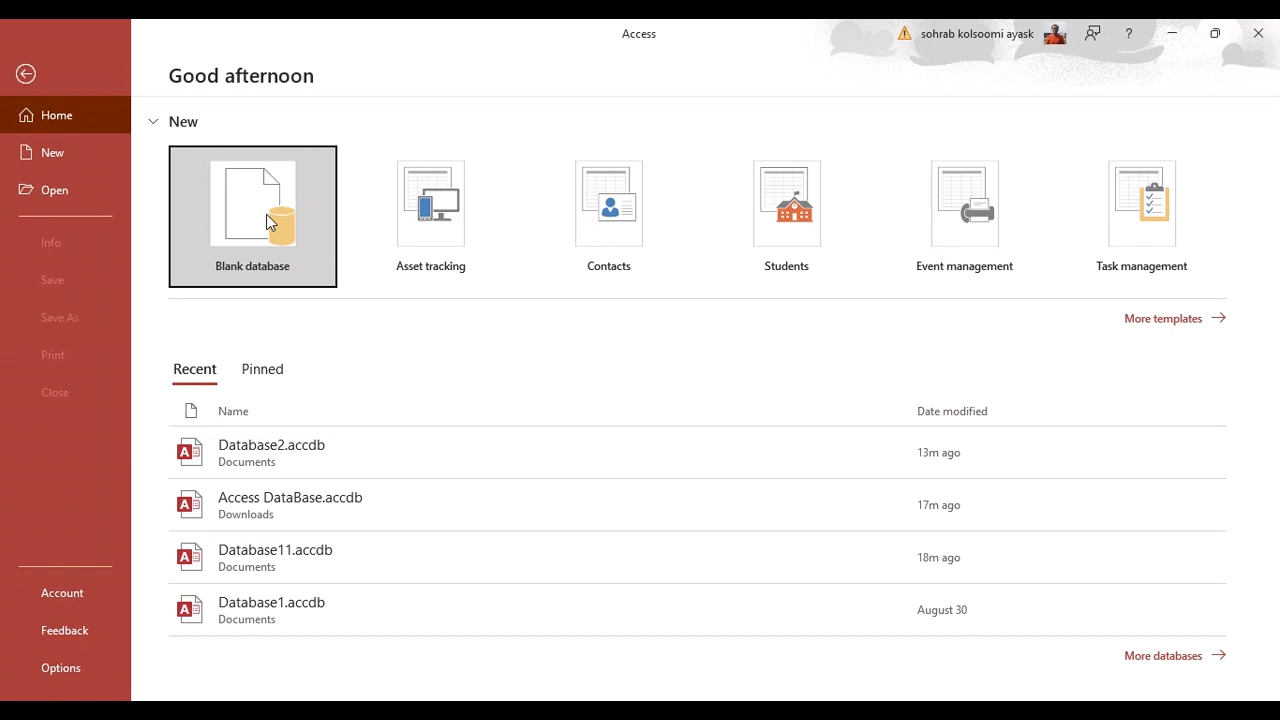 Access
sohrab kolsoomi ayask
?
Good afternoon
Home
New
Open
Info
Save
Save As
Print
Close
Account
Feedback
Options
New
Blank database
Asset tracking
Contacts
Students
Event management
Task management
More templates
Recent Pinned
Name Date modified
Database2.accdb
Documents
13m ago
Access DataBase.accdb
Downloads
17m ago
Database11.accdb
Documents
18m ago
Database1.accdb
Documents
August 30
More databases